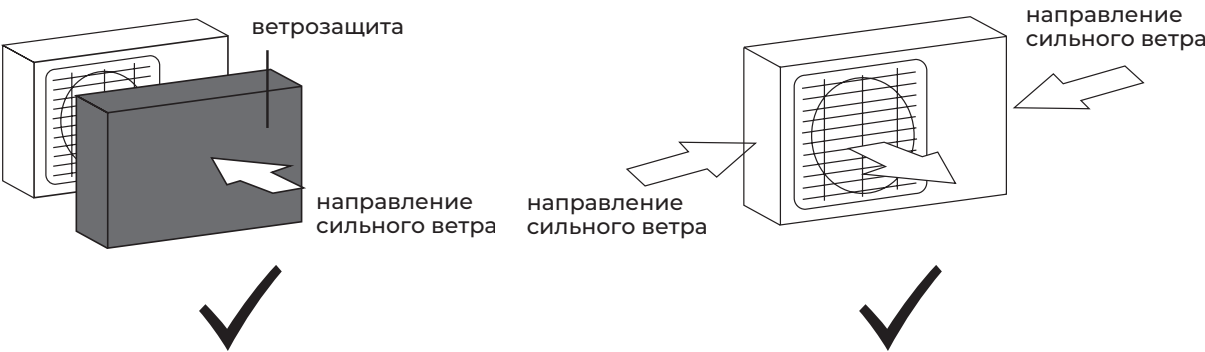 ветрозащита
направление
сильного ветра
направление
сильного ветра
направление
сильного ветра